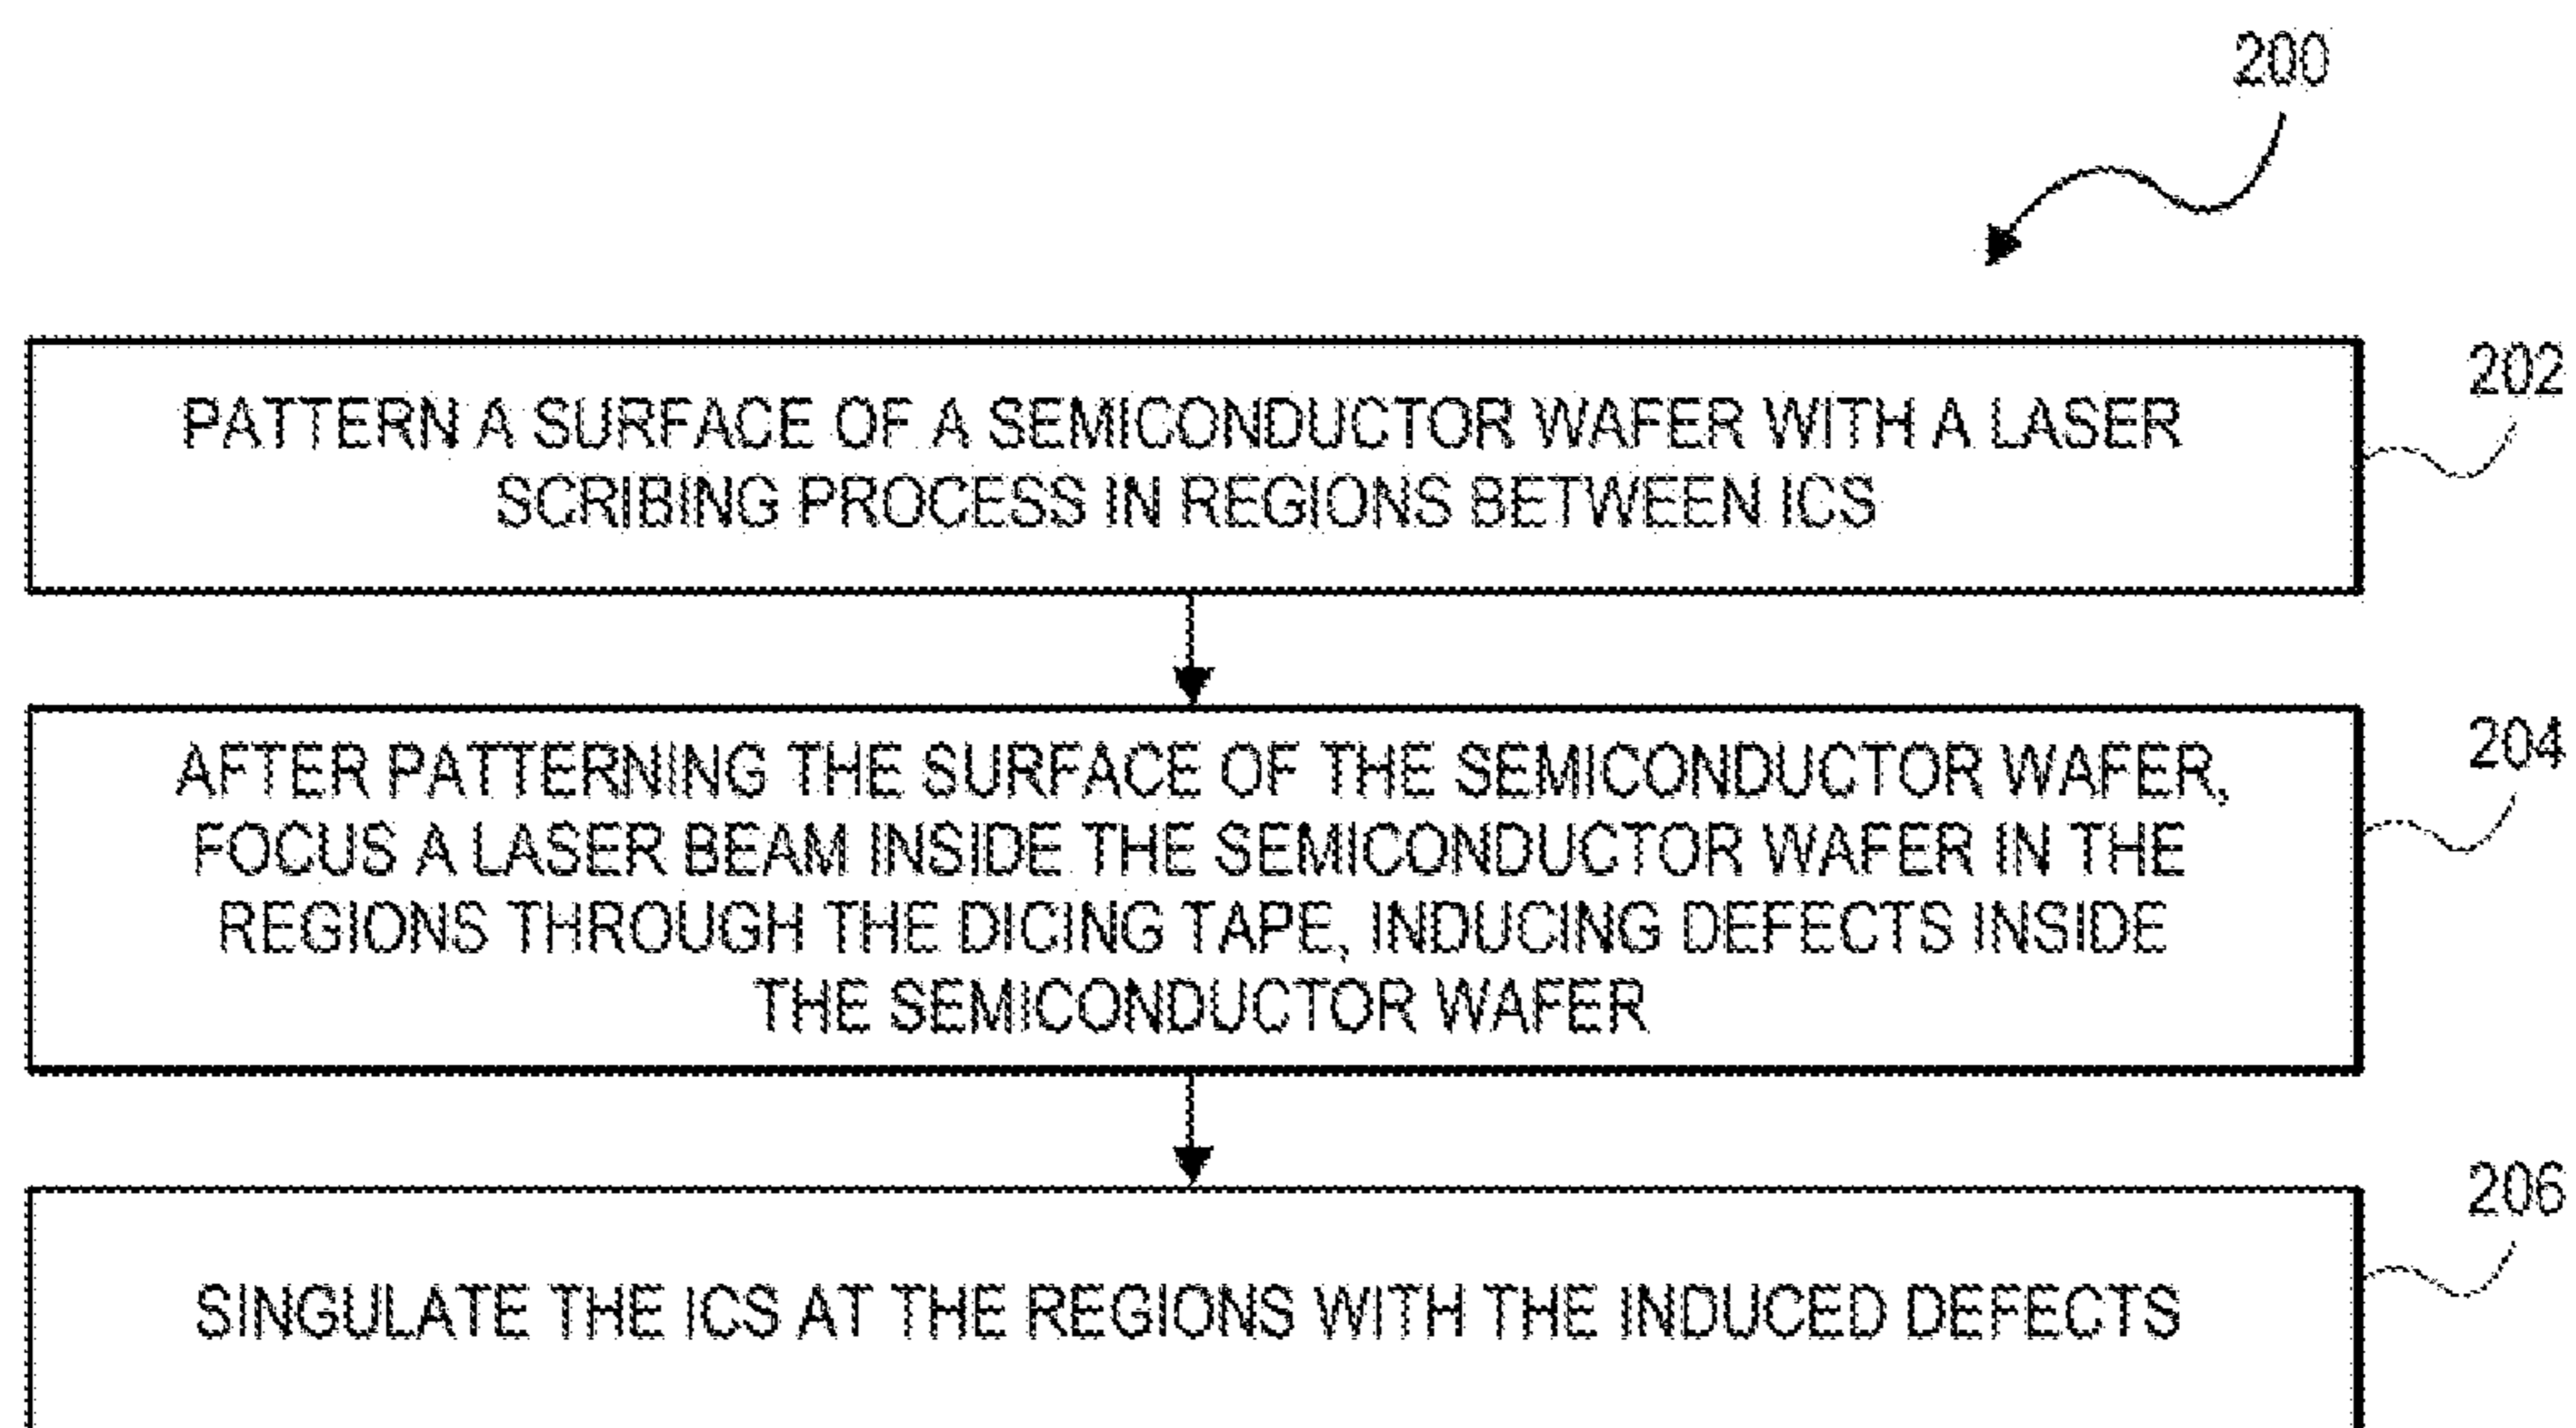 200
202
PATTERN A SURFACE OF A SEMICONDUCTOR WAFER WITH A LASER
SCRIBING PROCESS IN REGIONS BETWEEN ICS
204
AFTER PATTERNING THE SURFACE OF THE SEMICONDUCTOR WAFER,
FOCUS A LASER BEAM INSIDE THE SEMICONDUCTOR WAFER IN THE
REGIONS THROUGH THE DICING TAPE, INDUCING DEFECTS INSIDE
THE SEMICONDUCTOR WAFER
206
SINGULATE THE ICS AT THE REGIONS WITH THE INDUCED DEFECTS